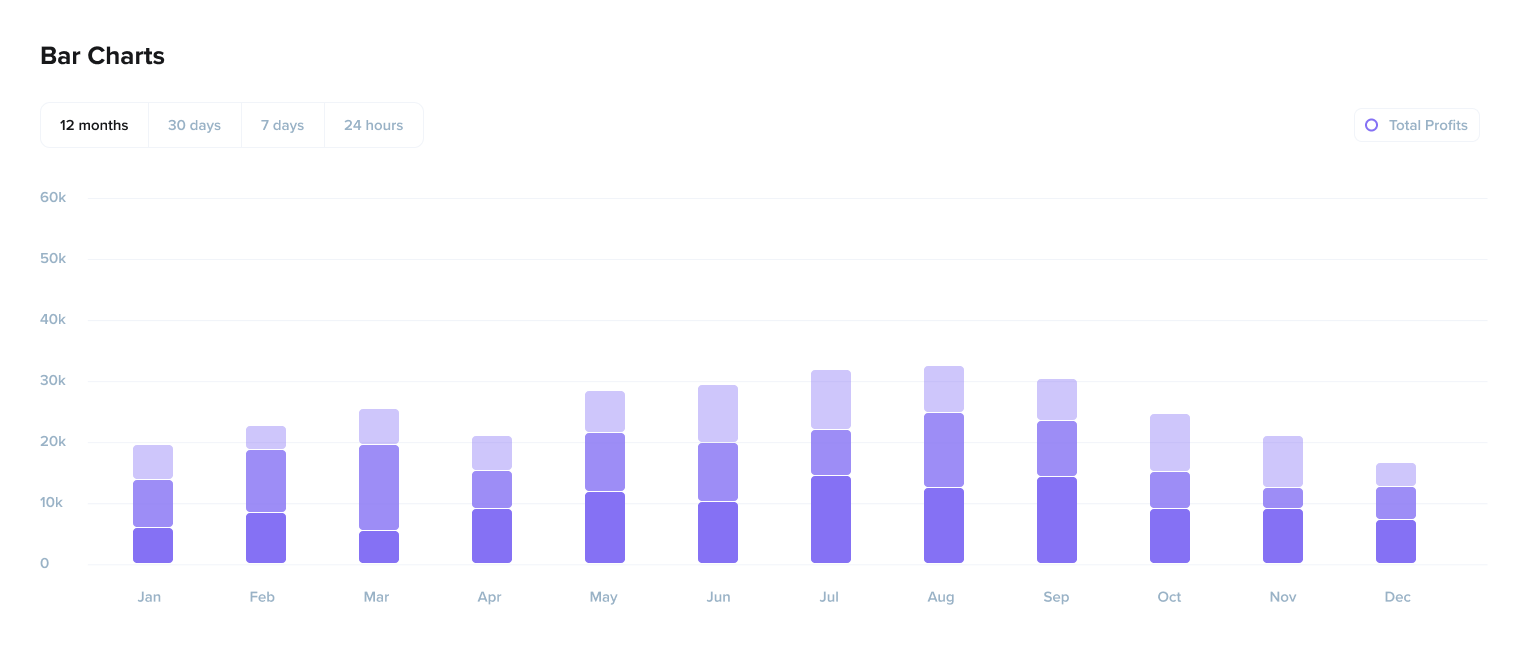 Bar Charts
12 months 30 days 7 days 24 hours
Total Profits
60k
50k
40k
30k
20k
10k
0
Jan Feb Mar Apr May Jun Jul Aug Sep Oct Nov Dec